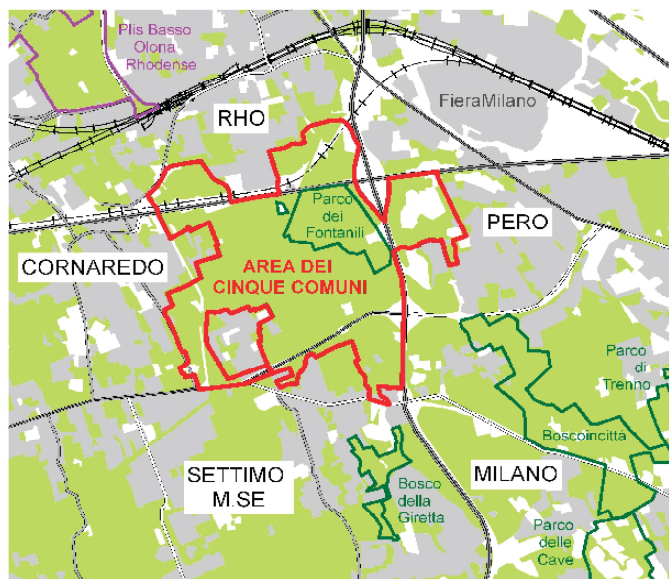 Plis Basso
Olona
Rhodense
FieraMilano
RHO
Parco
dei
Fontanili
PERO
CORNAREDO
AREA DEI
CINQUE COMUNI
Parco
di
Trenno
Boscoincittà
SETTIMO
M.SE
Bosco
della
Giretta
MILANO
Parco
delle
Cave